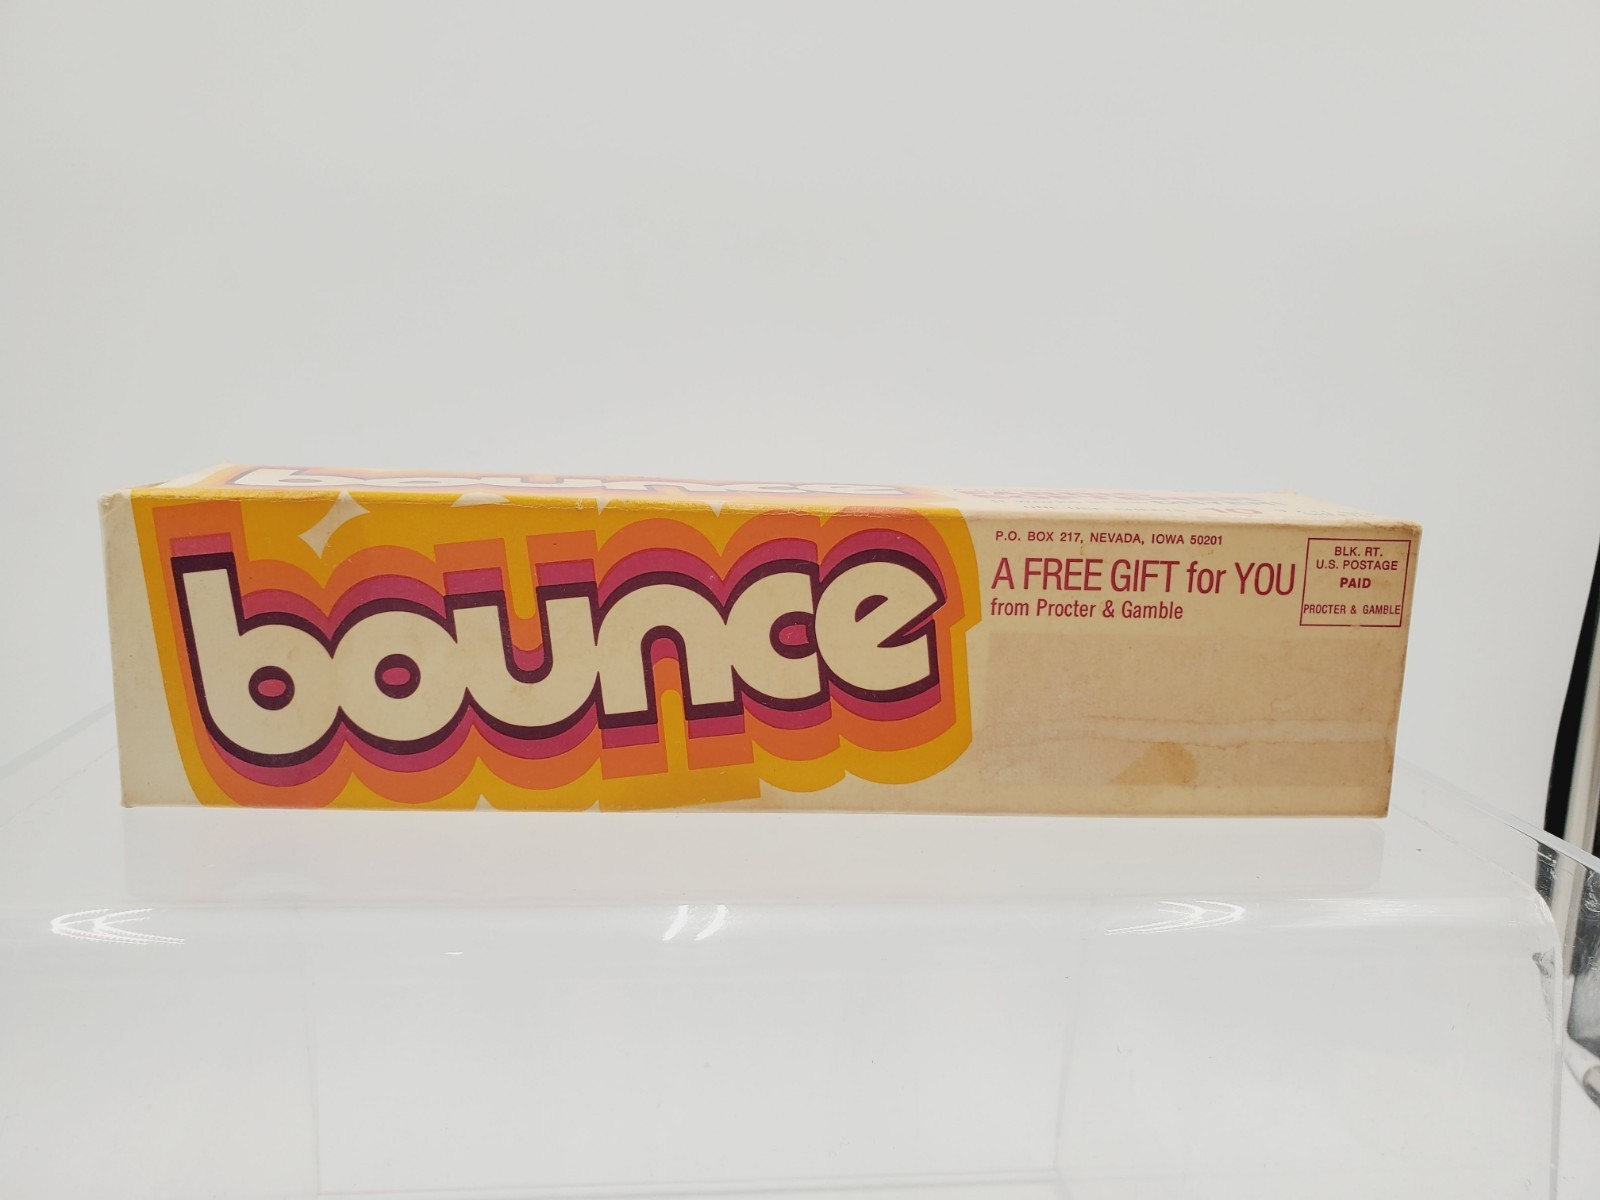 bounce
bounce
P.O. BOX 217, NEVADA, IOWA 50201
A FREE GIFT for YOU
from Procter & Gamble
BLK. RT.
U.S. POSTAGE
PAID
PROCTER & GAMBLE